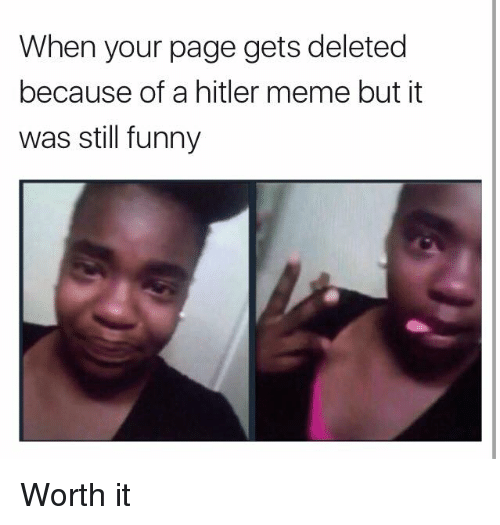 When your page gets deleted
because of a hitler meme but it
was still funny
Worth it